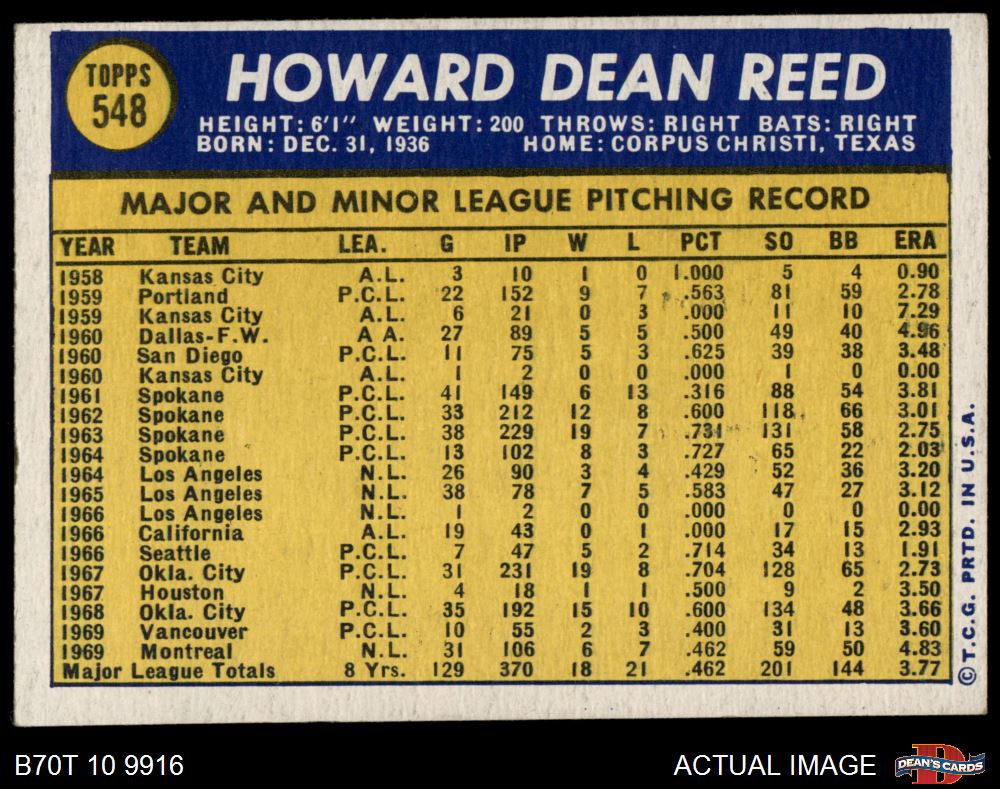 TOPPS
548
HOWARD DEAN REED
HEIGHT: 6'1" WEIGHT: 200 THROWS: RIGHT BATS: RIGHT
BORN: DEC. 31, 1936 HOME: CORPUS CHRISTI, TEXAS
MAJOR AND MINOR LEAGUE PITCHING RECORD
YEAR TEAM LEA. G IP W L PCT SO BB ERA
1958 Kansas City A.L. 3 10 1 0 1.000 5 4 0.90
1959 Portland P.C.L. 22 152 9 7 .563 81 59 2.78
1959 Kansas City A.L. 6 21 0 3 .000 11 10 7.29
1960 Dallas-F.W. A A. 27 89 5 5 .500 49 40 4.96
1960 San Diego P.C.L. 11 75 5 3 .625 39 38 3.48
1960 Kansas City A.L. 1 2 0 0 .000 1 0 0.00
1961 Spokane P.C.L. 41 149 6 13 .316 88 54 3.81
1962 Spokane P.C.L. 33 212 12 8 .600 118 66 3.01
1963 Spokane P.C.L. 38 229 19 7 .731 131 58 2.75
1964 Spokane P.C.L. 13 102 8 3 .727 65 22 2.03
1964 Los Angeles N.L. 26 90 3 4 .429 52 36 3.20
1965 Los Angeles N.L. 38 78 7 5 .583 47 27 3.12
1966 Los Angeles N.L. 1 2 0 0 .000 0 0 0.00
1966 California A.L. 19 43 0 1 .000 17 15 2.93
1966 Seattle P.C.L. 7 47 5 2 .714 34 13 1.91
1967 Okla. City P.C.L. 31 231 19 8 .704 128 65 2.73
1967 Houston N.L. 4 18 1 1 .500 9 2 3.50
1968 Okla. City P.C.L. 35 192 15 10 .600 134 48 3.66
1969 Vancouver P.C.L. 10 55 2 3 .400 31 13 3.60
1969 Montreal N.L. 31 106 6 7 .462 59 50 4.83
Major League Totals 8 Yrs. 129 370 18 21 .462 201 144 3.77
© T.C.G. PRTD. IN U.S.A.
B70T 10 9916
ACTUAL IMAGE
D
DEAN'S CARDS